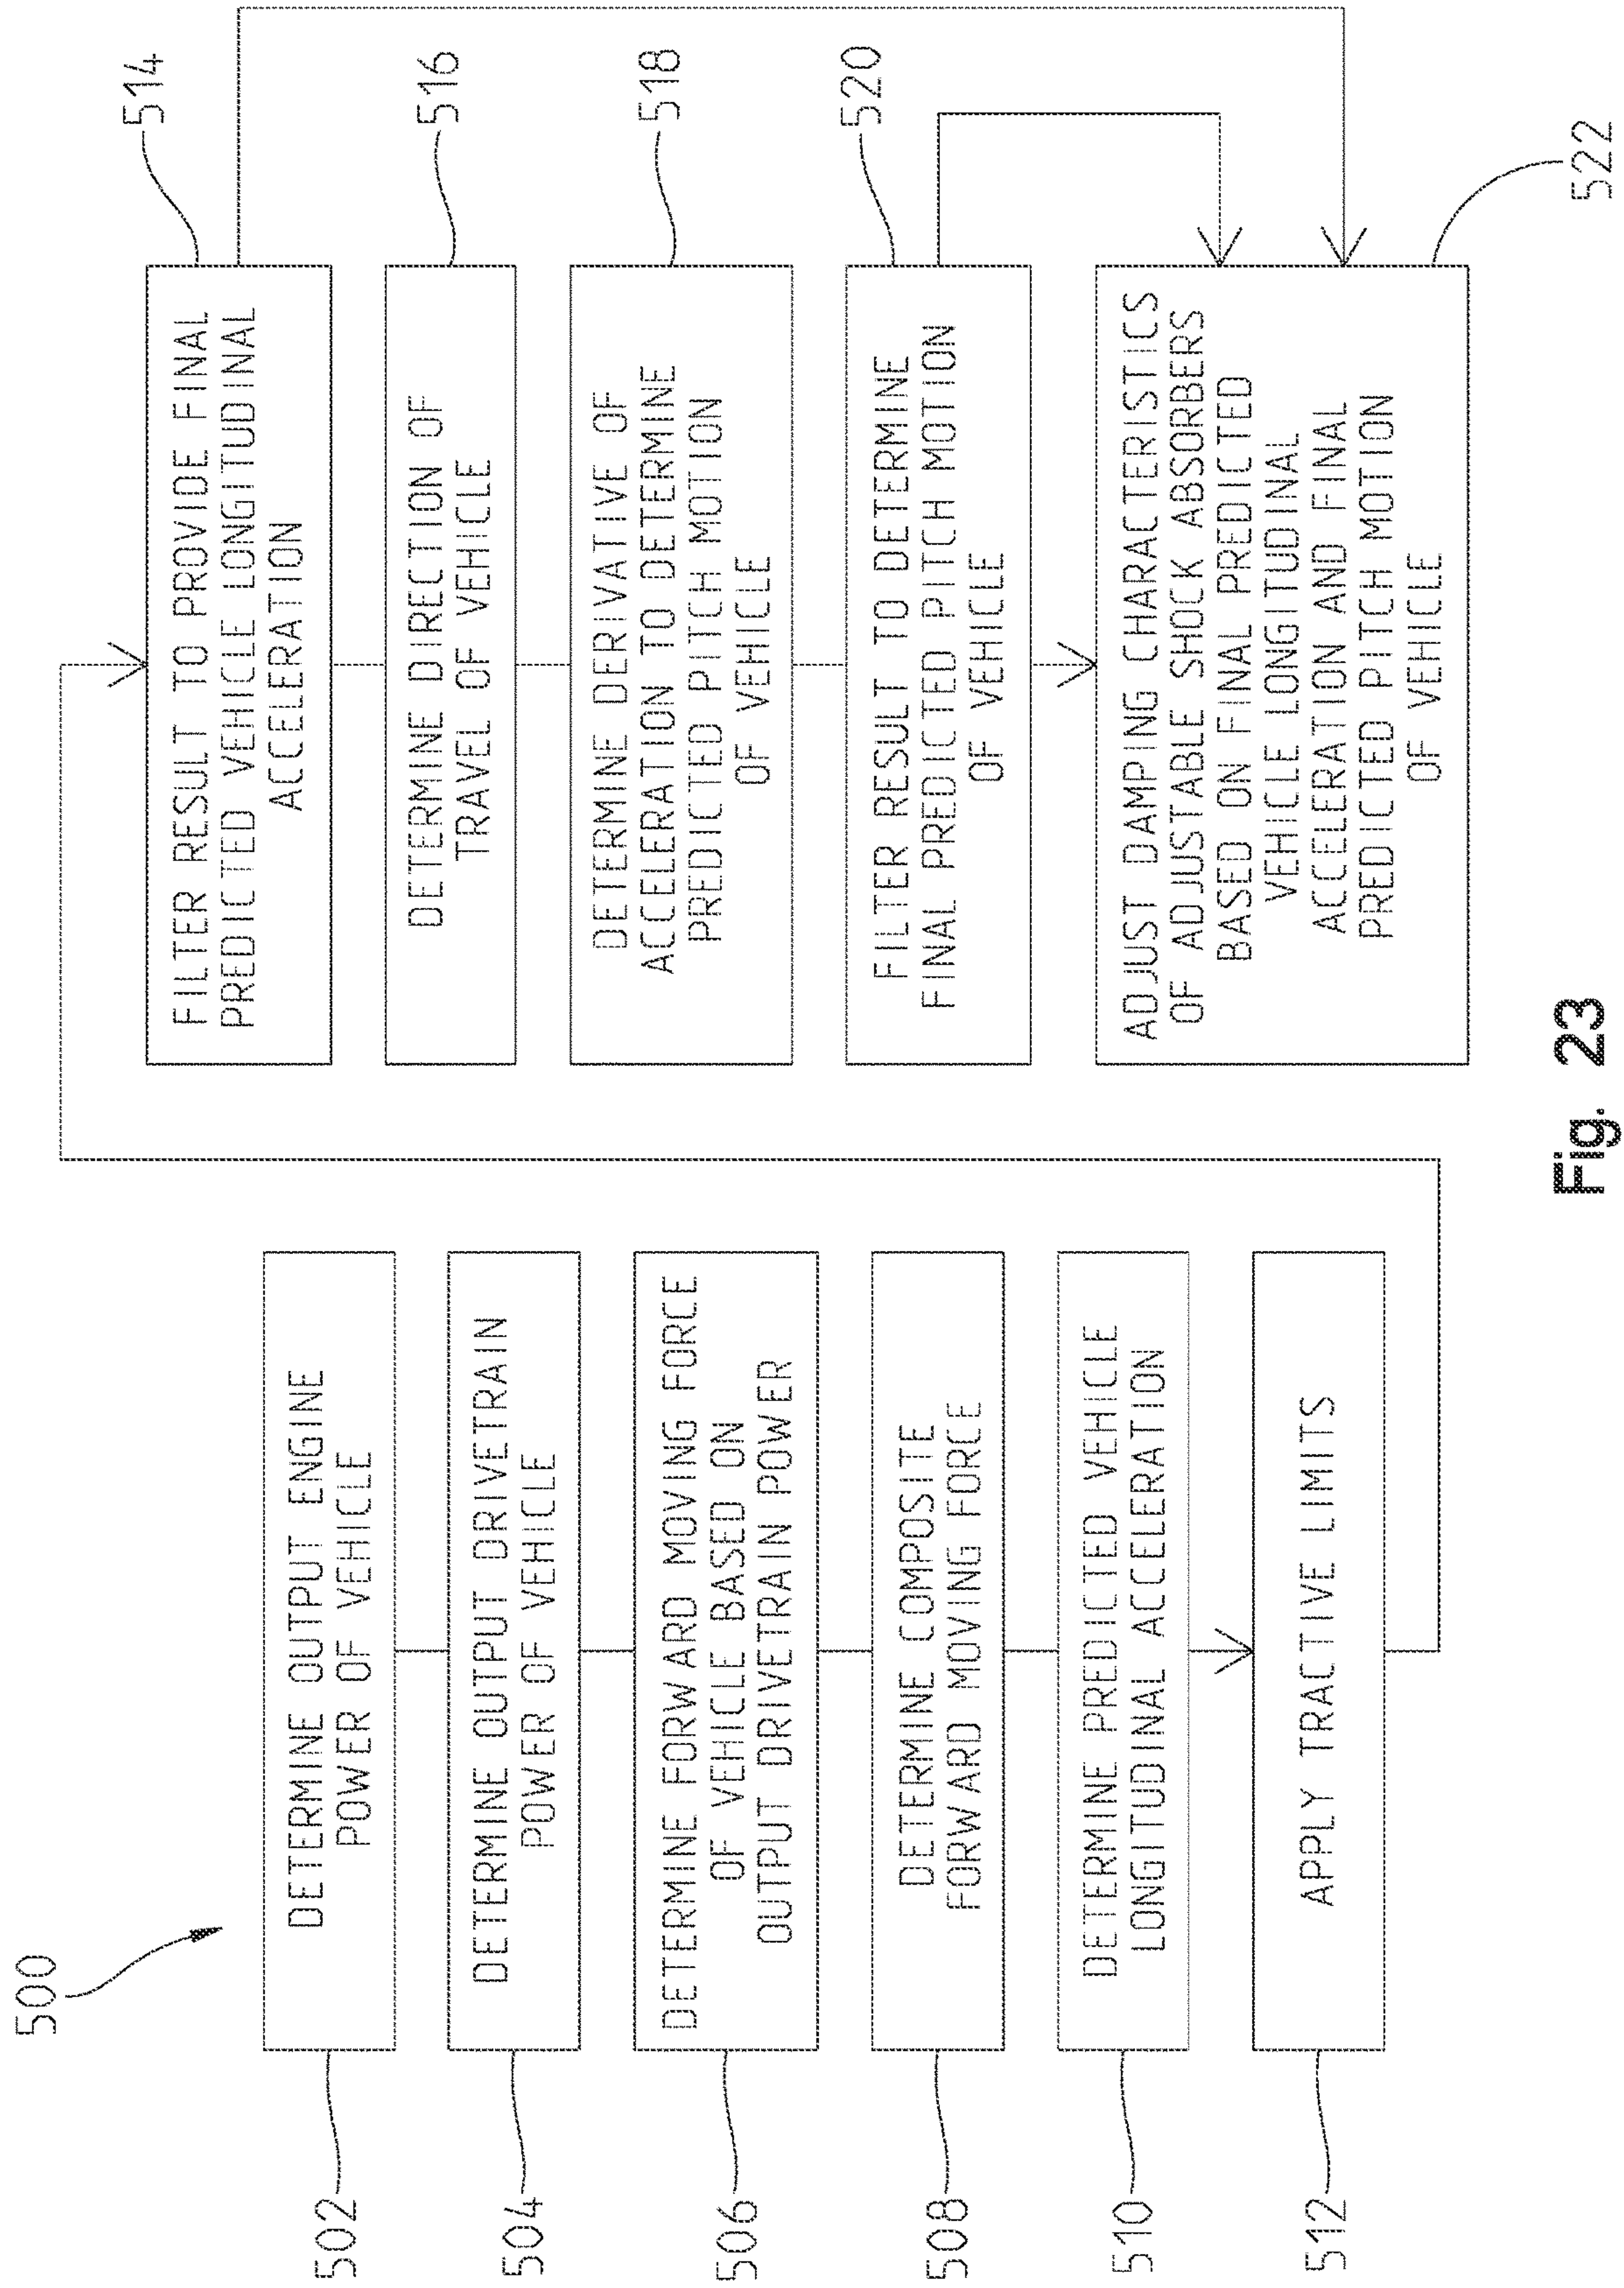 500
502
DETERMINE OUTPUT ENGINE
POWER OF VEHICLE
504
DETERMINE OUTPUT DRIVETRAIN
POWER OF VEHICLE
506
DETERMINE FORWARD MOVING FORCE
OF VEHICLE BASED ON
OUTPUT DRIVETRAIN POWER
508
DETERMINE COMPOSITE
FORWARD MOVING FORCE
510
DETERMINE PREDICTED VEHICLE
LONGITUDINAL ACCELERATION
512
APPLY TRACTIVE LIMITS
514
FILTER RESULT TO PROVIDE FINAL
PREDICTED VEHICLE LONGITUDINAL
ACCELERATION
516
DETERMINE DIRECTION OF
TRAVEL OF VEHICLE
518
DETERMINE DERIVATIVE OF
ACCELERATION TO DETERMINE
PREDICTED PITCH MOTION
OF VEHICLE
520
FILTER RESULT TO DETERMINE
FINAL PREDICTED PITCH MOTION
OF VEHICLE
522
ADJUST DAMPING CHARACTERISTICS
OF ADJUSTABLE SHOCK ABSORBERS
BASED ON FINAL PREDICTED
VEHICLE LONGITUDINAL
ACCELERATION AND FINAL
PREDICTED PITCH MOTION
OF VEHICLE
Fig. 23